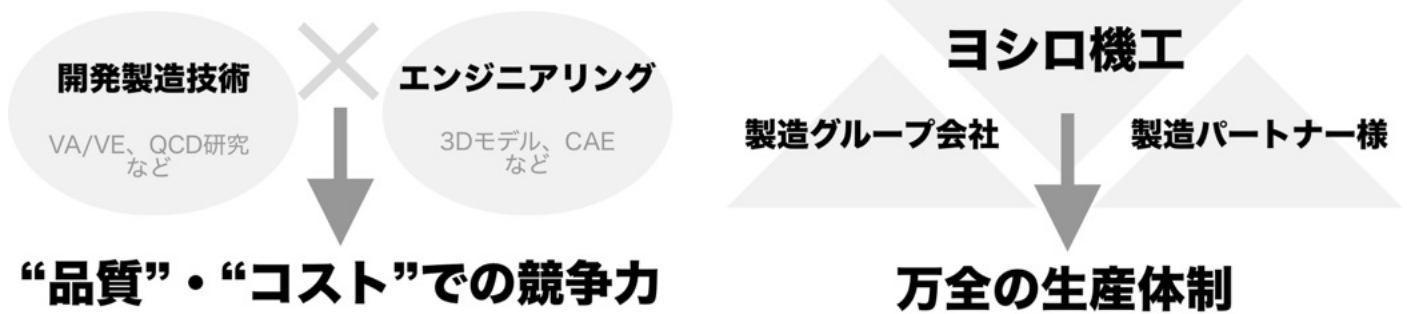 開発製造技術
VA/VE、QCD研究
など
エンジニアリング
3Dモデル、CAE
など
“品質”・“コスト”での競争力
ヨシロ機工
製造グループ会社
製造パートナー様
万全の生産体制